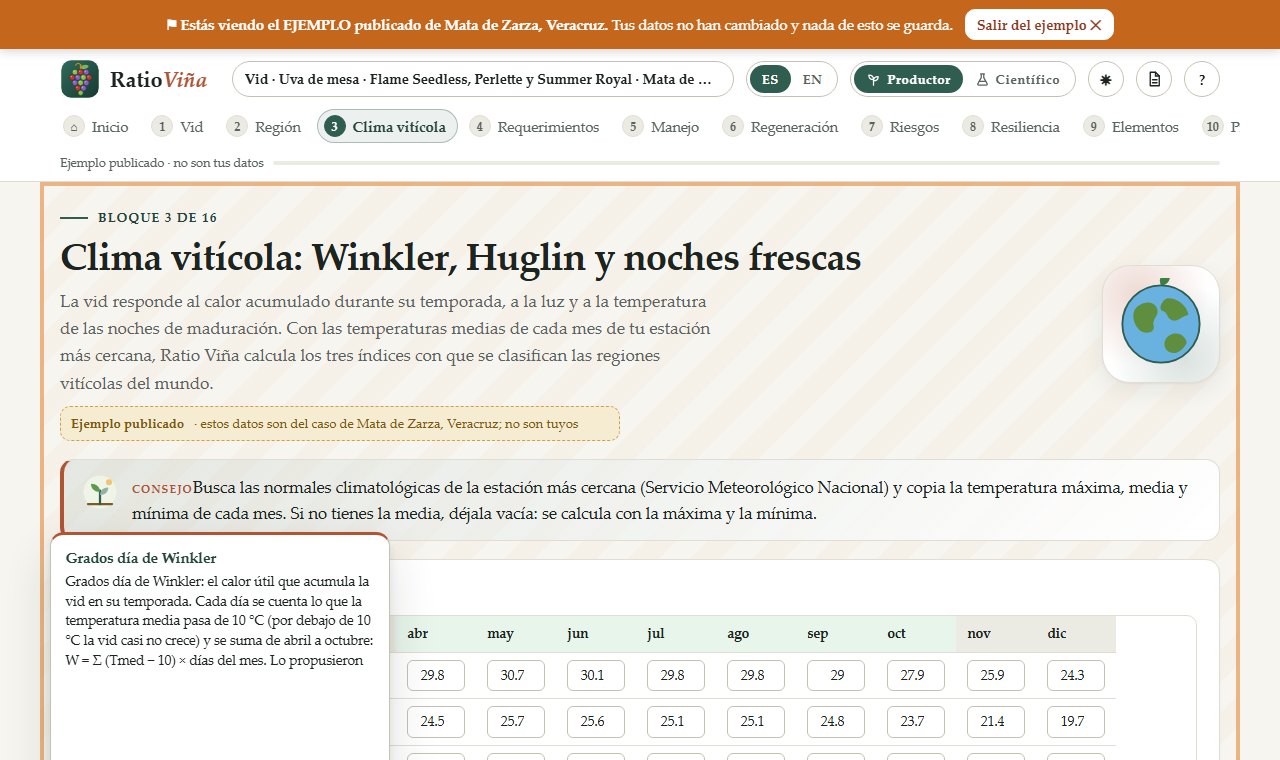 ⚑ Estás viendo el EJEMPLO publicado de Mata de Zarza, Veracruz. Tus datos no han cambiado y nada de esto se guarda. Salir del ejemplo ✕
RatioViña
Vid · Uva de mesa · Flame Seedless, Perlette y Summer Royal · Mata de …
ES EN
Productor Científico
?
Inicio 1 Vid 2 Región 3 Clima vitícola 4 Requerimientos 5 Manejo 6 Regeneración 7 Riesgos 8 Resiliencia 9 Elementos 10 P
Ejemplo publicado · no son tus datos
BLOQUE 3 DE 16
Clima vitícola: Winkler, Huglin y noches frescas
La vid responde al calor acumulado durante su temporada, a la luz y a la temperatura
de las noches de maduración. Con las temperaturas medias de cada mes de tu estación
más cercana, Ratio Viña calcula los tres índices con que se clasifican las regiones
vitícolas del mundo.
Ejemplo publicado · estos datos son del caso de Mata de Zarza, Veracruz; no son tuyos
CONSEJO Busca las normales climatológicas de la estación más cercana (Servicio Meteorológico Nacional) y copia la temperatura máxima, media y
mínima de cada mes. Si no tienes la media, déjala vacía: se calcula con la máxima y la mínima.
Grados día de Winkler
Grados día de Winkler: el calor útil que acumula la
vid en su temporada. Cada día se cuenta lo que la
temperatura media pasa de 10 °C (por debajo de 10
°C la vid casi no crece) y se suma de abril a octubre:
W = Σ (Tmed − 10) × días del mes. Lo propusieron
abr may jun jul ago sep oct nov dic
29.8 30.7 30.1 29.8 29.8 29 27.9 25.9 24.3
24.5 25.7 25.6 25.1 25.1 24.8 23.7 21.4 19.7